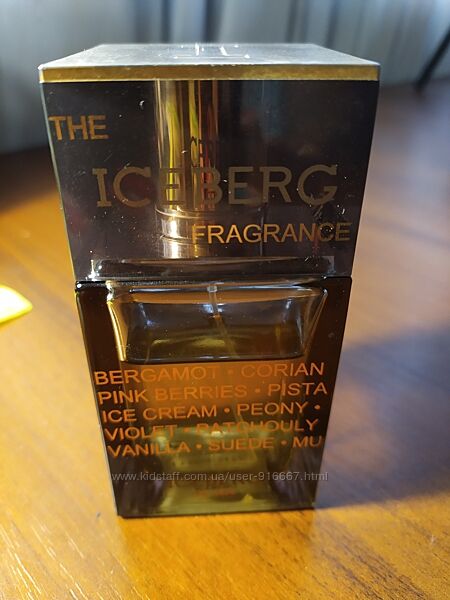 THE
ICEBERG
FRAGRANCE
BERGAMOT • CORIAN
PINK BERRIES • PISTA
ICE CREAM • PEONY •
VIOLET • PATCHOULY
VANILLA • SUEDE • MU
www.kidstaff.com.ua/user-916667.html